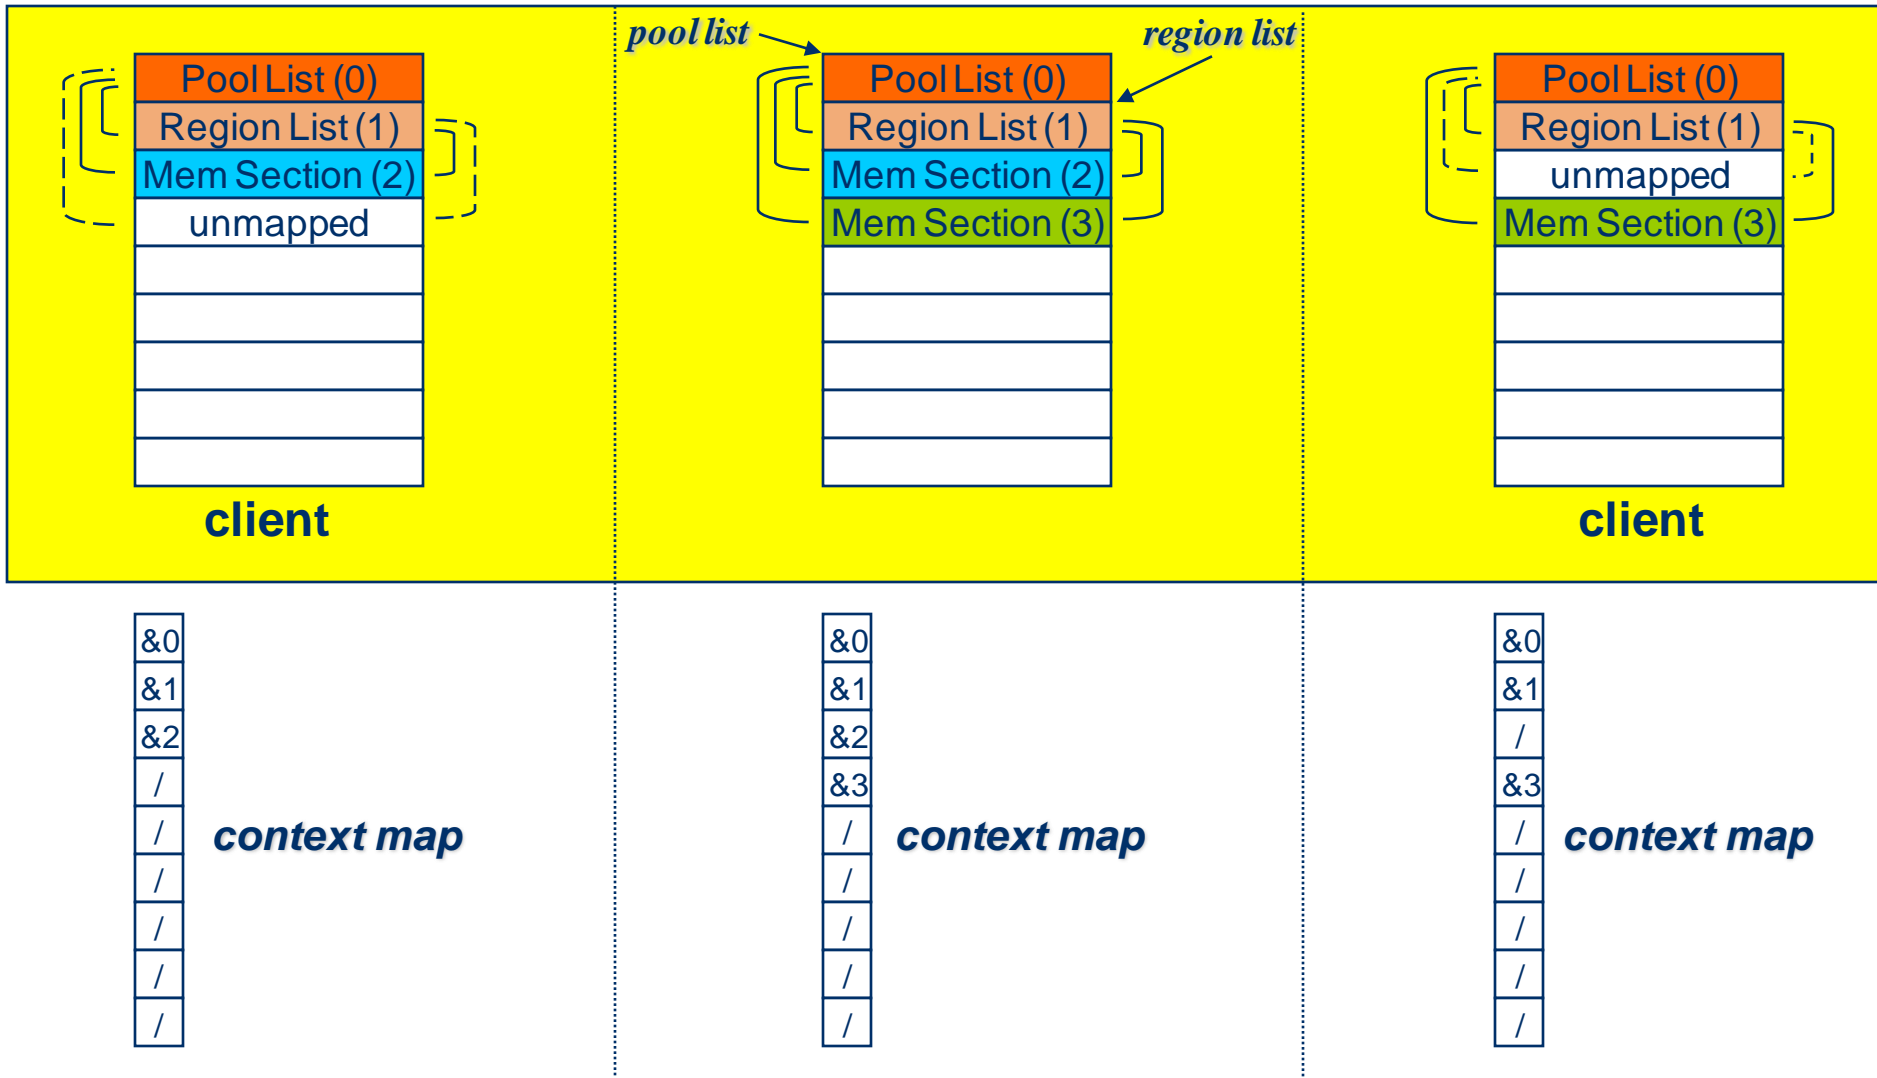 pool list
region list
Pool List (0)
Region List (1)
Mem Section (2)
unmapped
client
Pool List (0)
Region List (1)
Mem Section (2)
Mem Section (3)
Pool List (0)
Region List (1)
unmapped
Mem Section (3)
client
&0
&1
&2
/
/
/
/
/
/
context map
&0
&1
&2
&3
/
/
/
/
/
context map
&0
&1
/
&3
/
/
/
/
/
context map